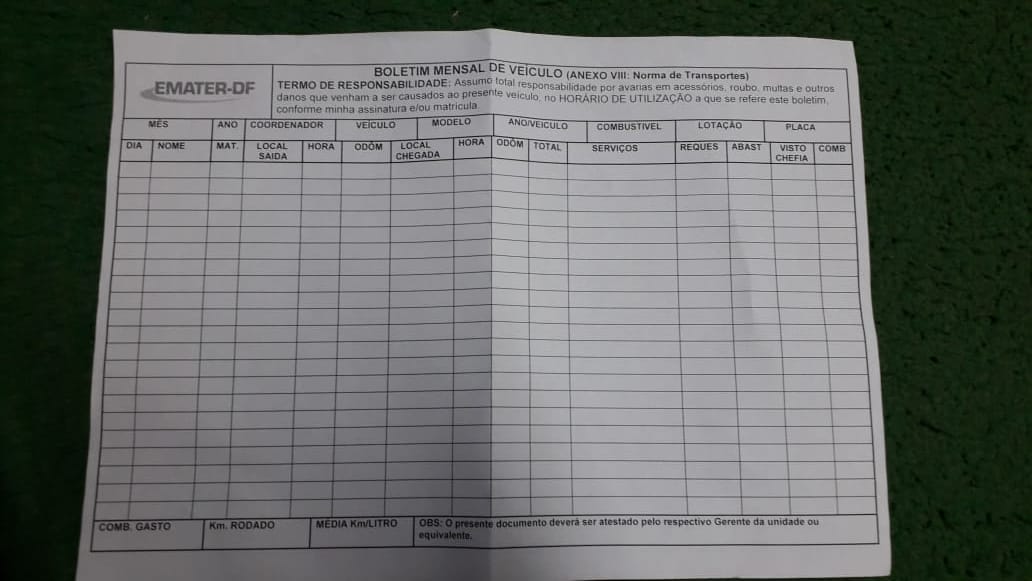 EMATER-DF
BOLETIM MENSAL DE VEÍCULO (ANEXO VIII: Norma de Transportes)
TERMO DE RESPONSABILIDADE: Assumo total responsabilidade por avarias em acessórios, roubo, multas e outros
danos que venham a ser causados ao presente veículo, no HORÁRIO DE UTILIZAÇÃO a que se refere este boletim,
conforme minha assinatura e/ou matricula.
MÊS ANO COORDENADOR VEÍCULO MODELO ANO/VEICULO COMBUSTIVEL LOTAÇÃO PLACA
DIA NOME MAT. LOCAL SAIDA HORA ODÔM LOCAL CHEGADA HORA ODÔM TOTAL SERVIÇOS REQUES ABAST VISTO CHEFIA COMB
COMB. GASTO Km. RODADO MÉDIA Km/LITRO OBS: O presente documento deverá ser atestado pelo respectivo Gerente da unidade ou
equivalente.